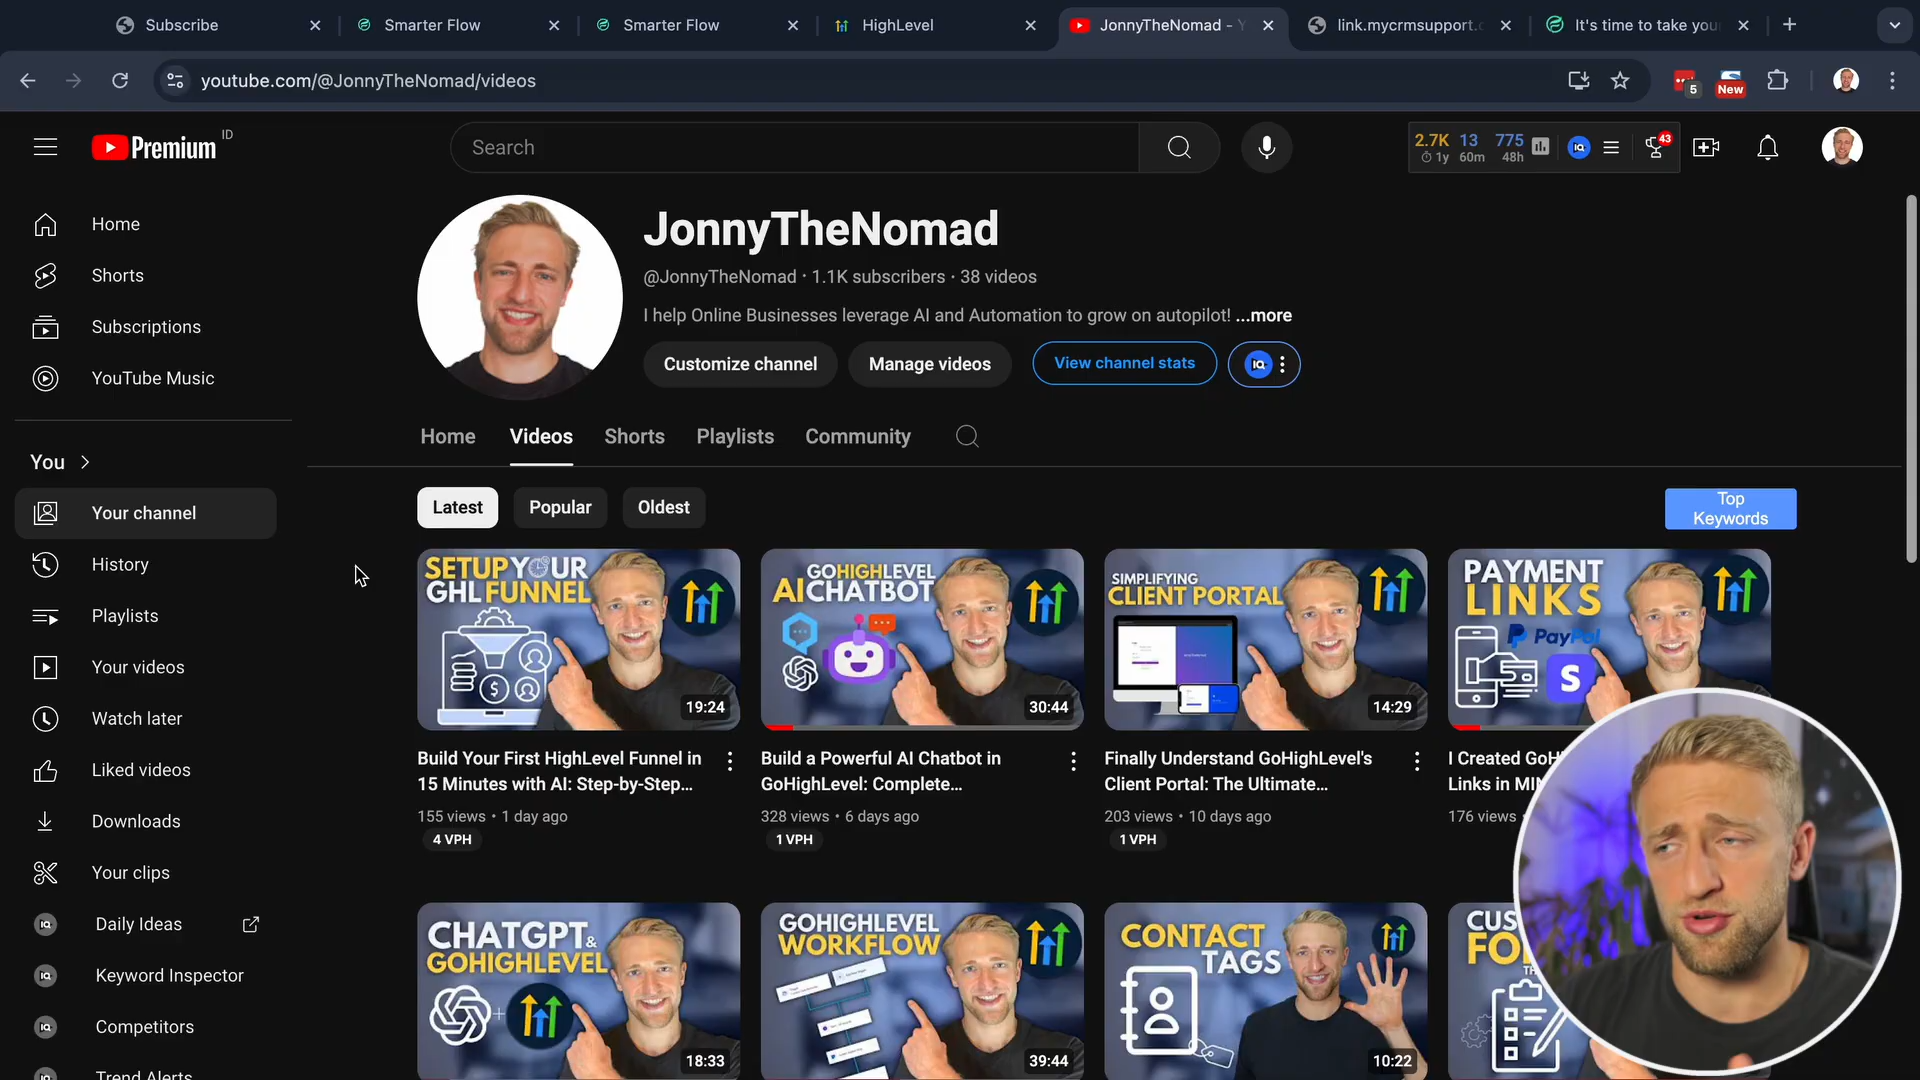 Subscribe
Smarter Flow
Smarter Flow
HighLevel
JonnyTheNomad - Y
link.mycrmsupport.c
It's time to take you
youtube.com/@JonnyTheNomad/videos
5
New
Premium
ID
Search
2.7K 13 775
1y 60m 48h
iQ
43
Home
Shorts
Subscriptions
YouTube Music
You
Your channel
History
Playlists
Your videos
Watch later
Liked videos
Downloads
Your clips
iQ Daily Ideas
iQ Keyword Inspector
iQ Competitors
Trend Alerts
JonnyTheNomad
@JonnyTheNomad · 1.1K subscribers · 38 videos
I help Online Businesses leverage AI and Automation to grow on autopilot! ...more
Customize channel
Manage videos
View channel stats
iQ
Home
Videos
Shorts
Playlists
Community
Latest
Popular
Oldest
Top
Keywords
SETUP YOUR
GHL FUNNEL
$
19:24
GOHIGHLEVEL
AI CHATBOT
30:44
SIMPLIFYING
CLIENT PORTAL
14:29
PAYMENT
LINKS
PayPal
S
Build Your First HighLevel Funnel in
15 Minutes with AI: Step-by-Step...
155 views · 1 day ago
4 VPH
Build a Powerful AI Chatbot in
GoHighLevel: Complete...
328 views · 6 days ago
1 VPH
Finally Understand GoHighLevel's
Client Portal: The Ultimate...
203 views · 10 days ago
1 VPH
I Created GoH
Links in MIN
176 views
CHATGPT &
GOHIGHLEVEL
+
18:33
GOHIGHLEVEL
WORKFLOW
39:44
CONTACT
TAGS
10:22
CUS
FO